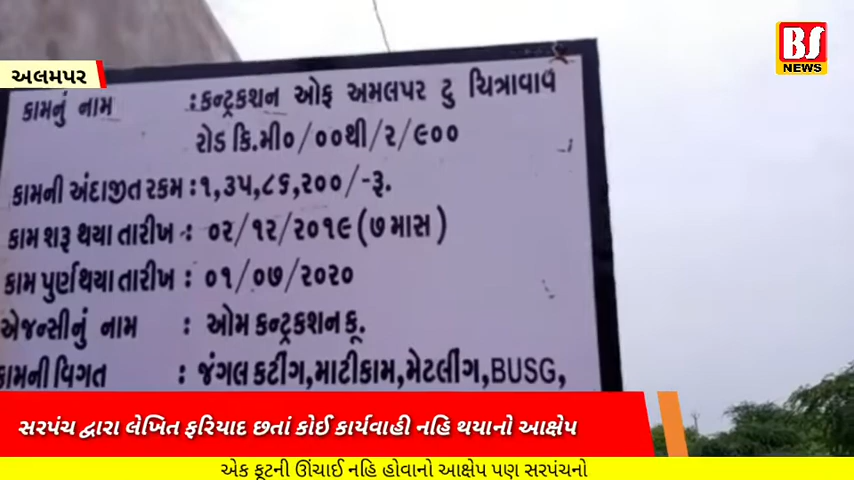 BS
NEWS
અલમપર
કામનું નામ :કન્ટ્રકશન ઓફ અમલપર ટુ ચિત્રાવાવ
રોડ કિ.મી૦/૦૦થી/૨/૯૦૦
કામની અંદાજીત રકમ : ૧,૩૫,૮૬,૨૦૦/-રૂ.
કામ શરૂ થયા તારીખ : ૦૨/૧૨/૨૦૧૯(૭ માસ)
કામ પુર્ણ થયા તારીખ : ૦૧/૦૭/૨૦૨૦
એજન્સીનું નામ : ઓમ કન્ટ્રકશન કૂ.
કામની વિગત : જંગલ કટીંગ,માટીકામ,મેટલીંગ,BUSG,
સરપંચ દ્વારા લેખિત ફરિયાદ છતાં કોઈ કાર્યવાહી નહિ થયાનો આક્ષેપ
એક ફૂટની ઊંચાઈ નહિ હોવાનો આક્ષેપ પણ સરપંચનો